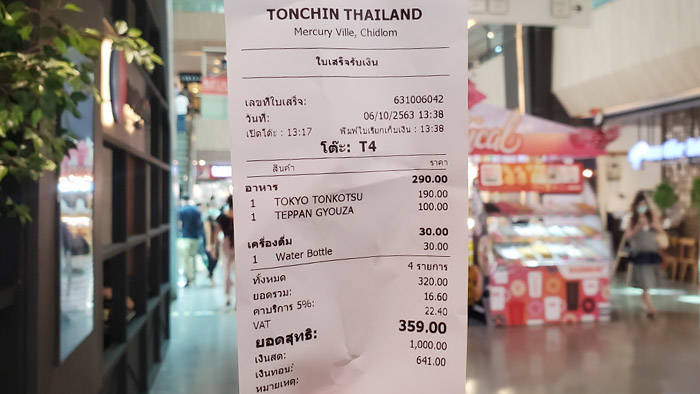 TONCHIN THAILAND
Mercury Ville, Chidlom
ใบเสร็จรับเงิน
เลขที่ใบเสร็จ: 631006042
วันที่: 06/10/2563 13:38
เปิดโต๊ะ : 13:17 พิมพ์ใบเรียกเก็บเงิน : 13:38
โต๊ะ: T4
สินค้า ราคา
อาหาร 290.00
1 TOKYO TONKOTSU 190.00
1 TEPPAN GYOUZA 100.00
เครื่องดื่ม 30.00
1 Water Bottle 30.00
ทั้งหมด 4 รายการ
ยอดรวม: 320.00
ค่าบริการ 5%: 16.60
VAT 22.40
ยอดสุทธิ: 359.00
เงินสด: 1,000.00
เงินทอน: 641.00
หมายเหตุ: